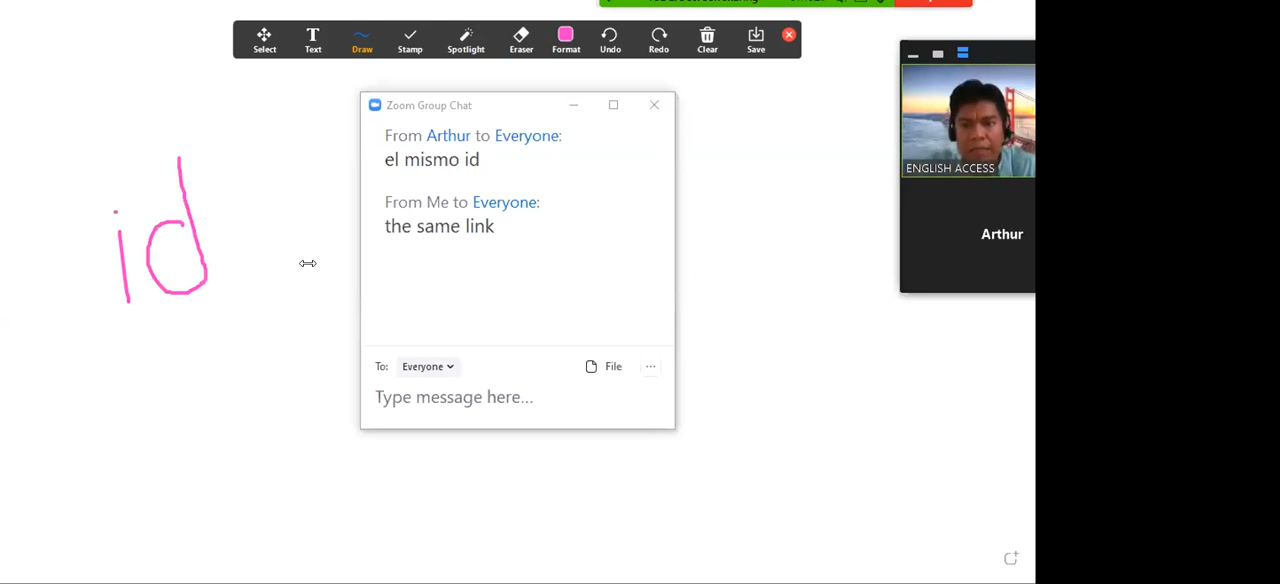 Select
Text
Draw
Stamp
Spotlight
Eraser
Format
Undo
Redo
Clear
Save
Zoom Group Chat
From Arthur to Everyone:
el mismo id
From Me to Everyone:
the same link
To: Everyone
File
Type message here...
id
ENGLISH ACCESS
Arthur